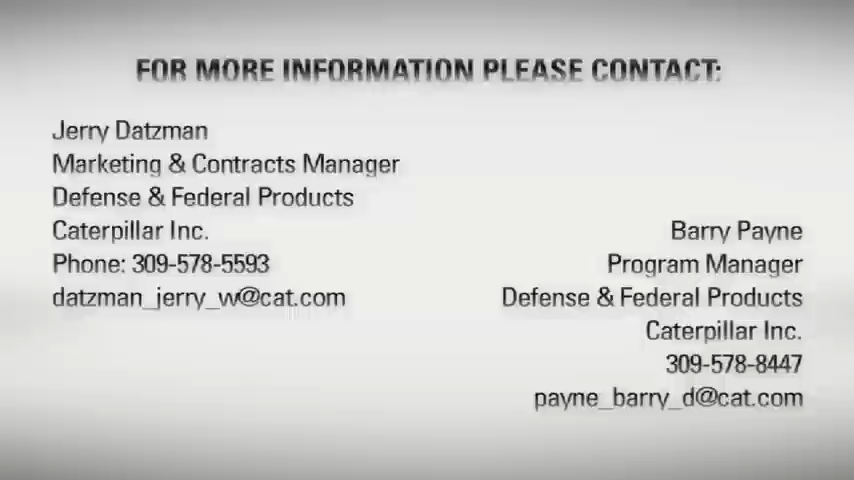 FOR MORE INFORMATION PLEASE CONTACT:
Jerry Datzman
Marketing & Contracts Manager
Defense & Federal Products
Caterpillar Inc.
Phone: 309-578-5593
datzman_jerry_w@cat.com
Barry Payne
Program Manager
Defense & Federal Products
Caterpillar Inc.
309-578-8447
payne_barry_d@cat.com